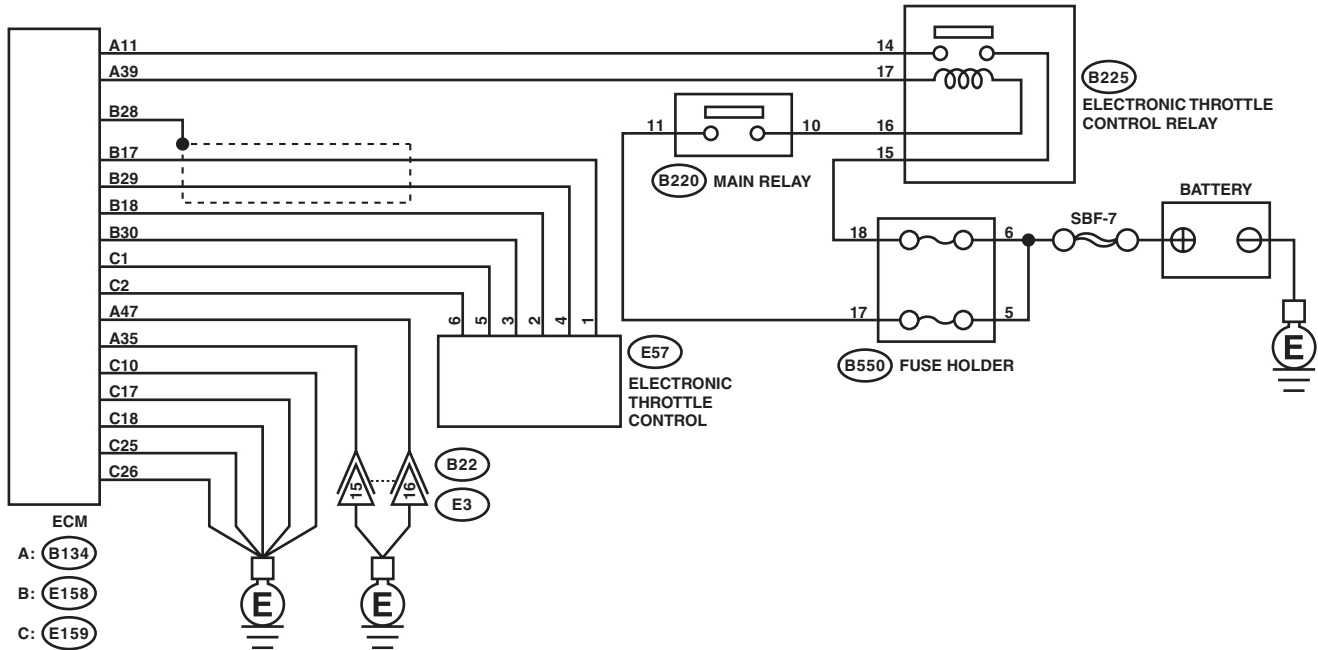 A11
14
A39
17
B28
B225
ELECTRONIC THROTTLE
CONTROL RELAY
11
10
16
15
B17
B29
B220
MAIN RELAY
BATTERY
B18
SBF-7
B30
18
6
C1
C2
A47
17
5
6
5
3
2
4
1
A35
E
E57
B550
FUSE HOLDER
C10
ELECTRONIC
THROTTLE
CONTROL
C17
C18
C25
B22
C26
15
16
E3
ECM
A:
B134
B:
E158
E
E
C:
E159